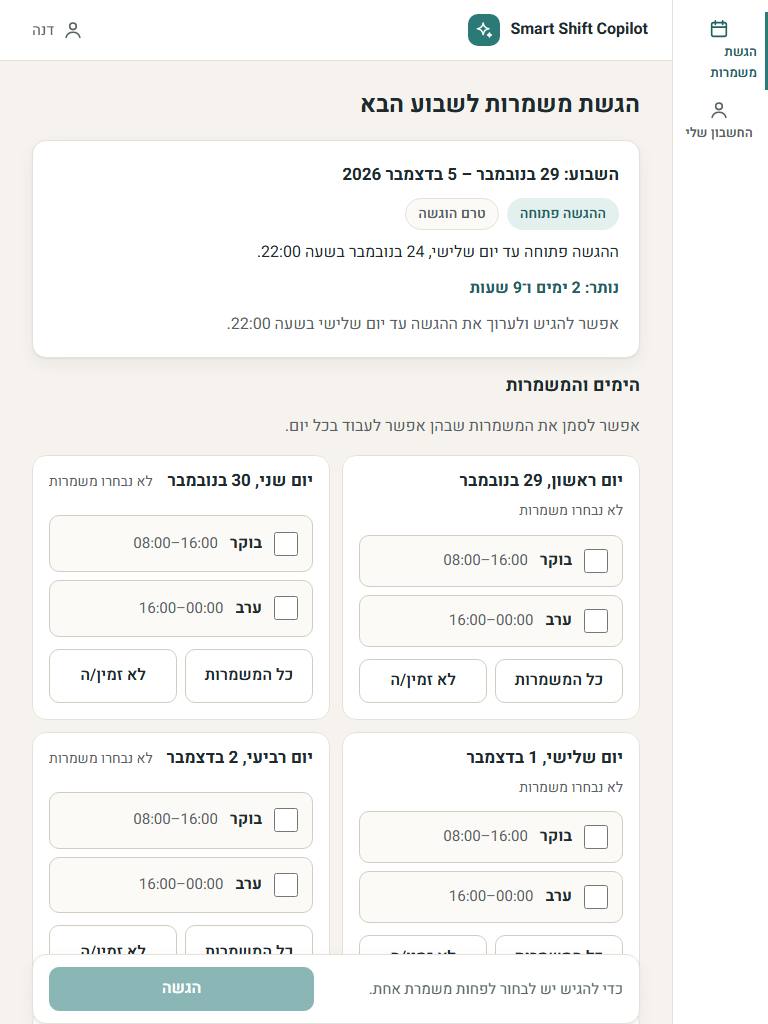 Smart Shift Copilot
דנה
הגשת
משמרות
החשבון שלי
הגשת משמרות לשבוע הבא
השבוע: 29 בנובמבר – 5 בדצמבר 2026
ההגשה פתוחה
טרם הוגשה
ההגשה פתוחה עד יום שלישי, 24 בנובמבר בשעה 22:00.
נותר: 2 ימים ו־9 שעות
אפשר להגיש ולערוך את ההגשה עד יום שלישי בשעה 22:00.
הימים והמשמרות
אפשר לסמן את המשמרות שבהן אפשר לעבוד בכל יום.
יום ראשון, 29 בנובמבר
לא נבחרו משמרות
בוקר 08:00–16:00
ערב 16:00–00:00
כל המשמרות
לא זמין/ה
יום שני, 30 בנובמבר
לא נבחרו משמרות
בוקר 08:00–16:00
ערב 16:00–00:00
כל המשמרות
לא זמין/ה
יום שלישי, 1 בדצמבר
לא נבחרו משמרות
בוקר 08:00–16:00
ערב 16:00–00:00
יום רביעי, 2 בדצמבר
לא נבחרו משמרות
בוקר 08:00–16:00
ערב 16:00–00:00
כל המשמרות
לא זמין/ה
כדי להגיש יש לבחור לפחות משמרת אחת.
הגשה